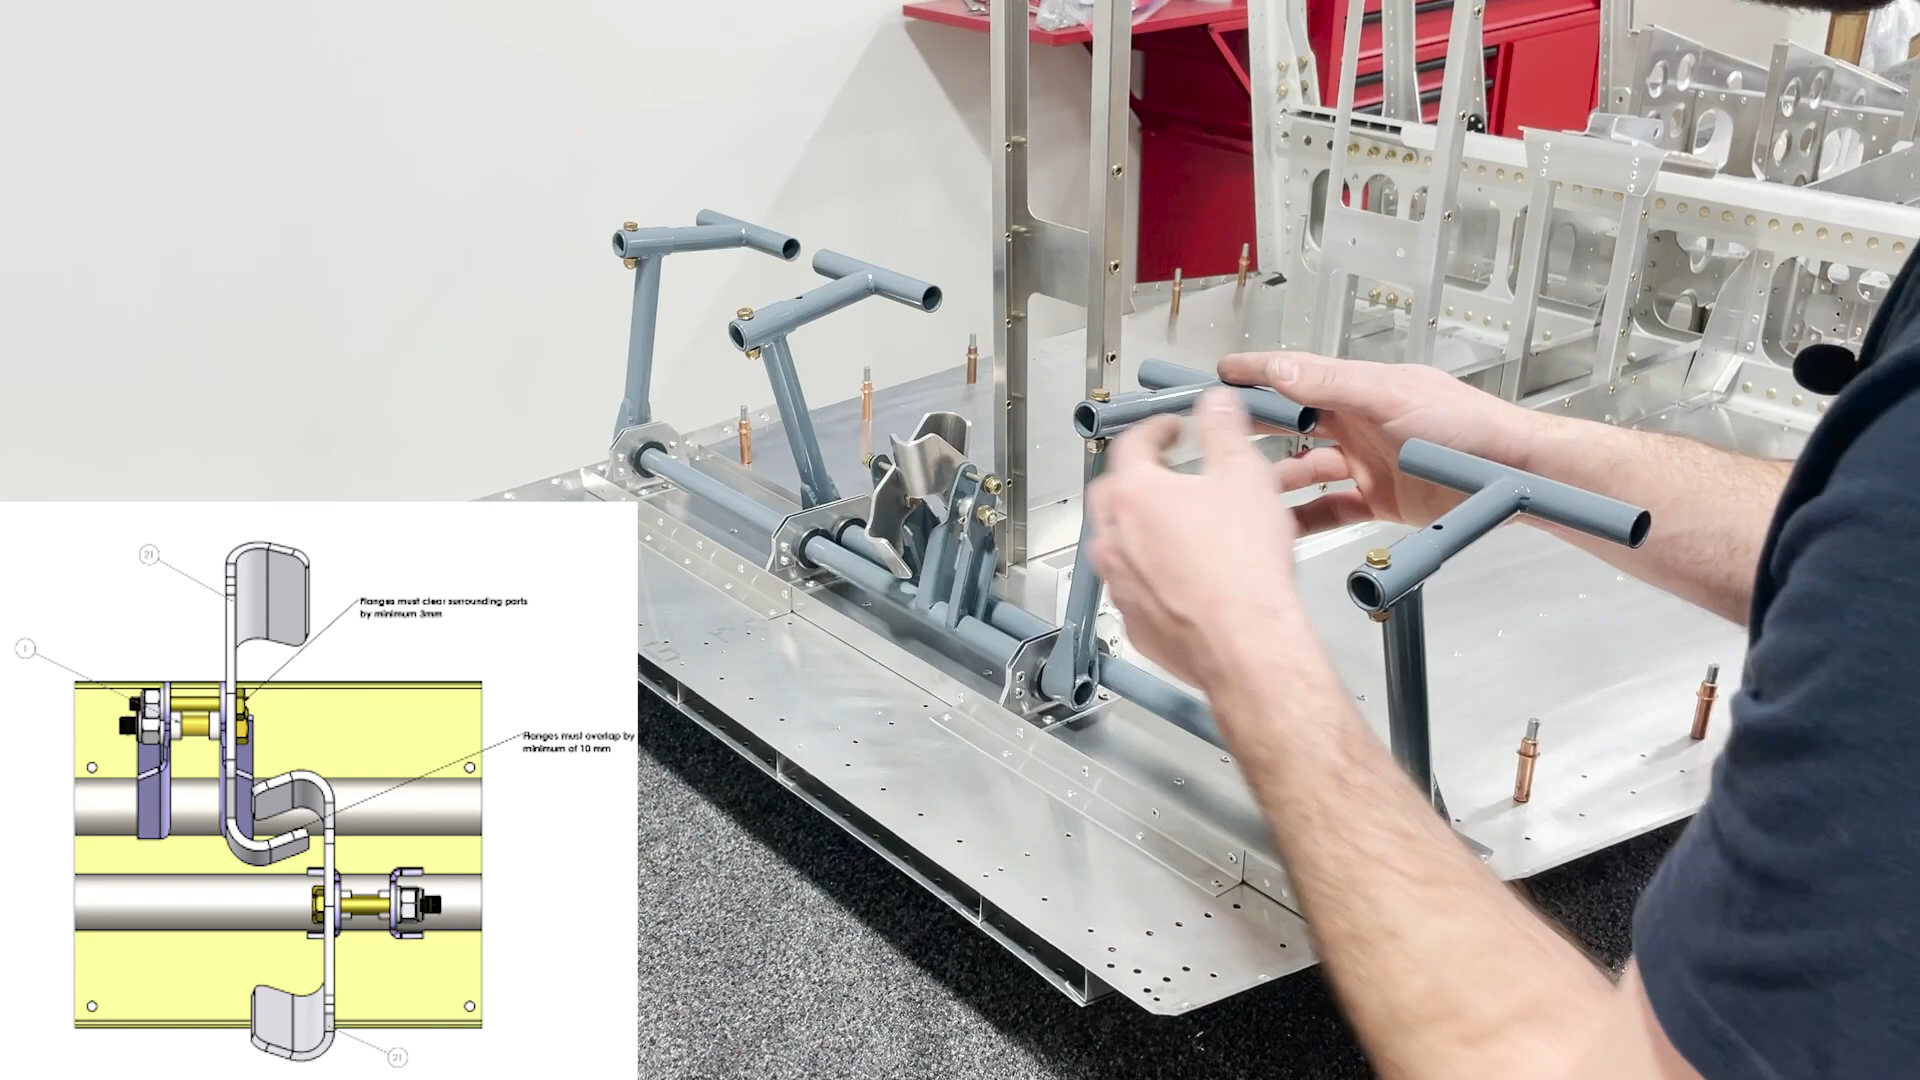 21
Flanges must clear surrounding parts
by minimum 3mm
1
Flanges must overlap by
minimum of 10 mm
21